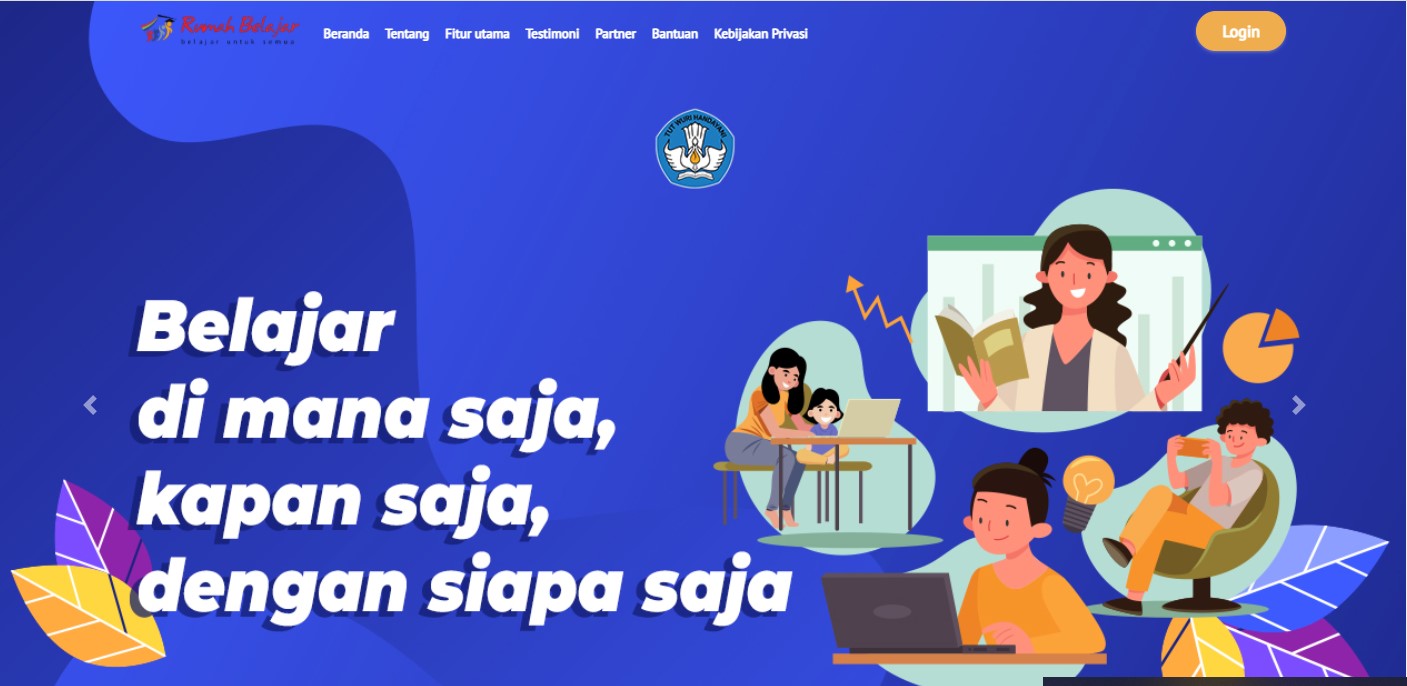 Rumah Belajar
belajar untuk semua
Beranda Tentang Fitur utama Testimoni Partner Bantuan Kebijakan Privasi
Login
TUT WURI HANDAYANI
Belajar
di mana saja,
kapan saja,
dengan siapa saja